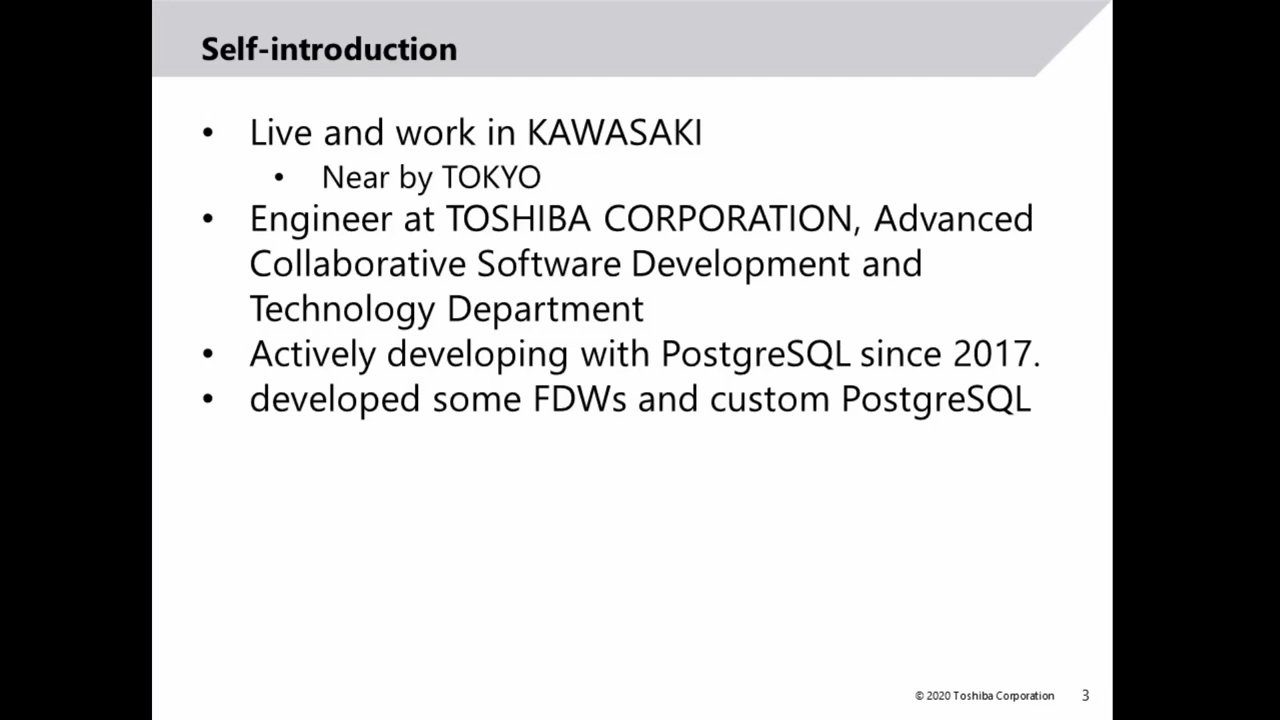 Self-introduction
• Live and work in KAWASAKI
• Near by TOKYO
• Engineer at TOSHIBA CORPORATION, Advanced
Collaborative Software Development and
Technology Department
• Actively developing with PostgreSQL since 2017.
• developed some FDWs and custom PostgreSQL
© 2020 Toshiba Corporation 3